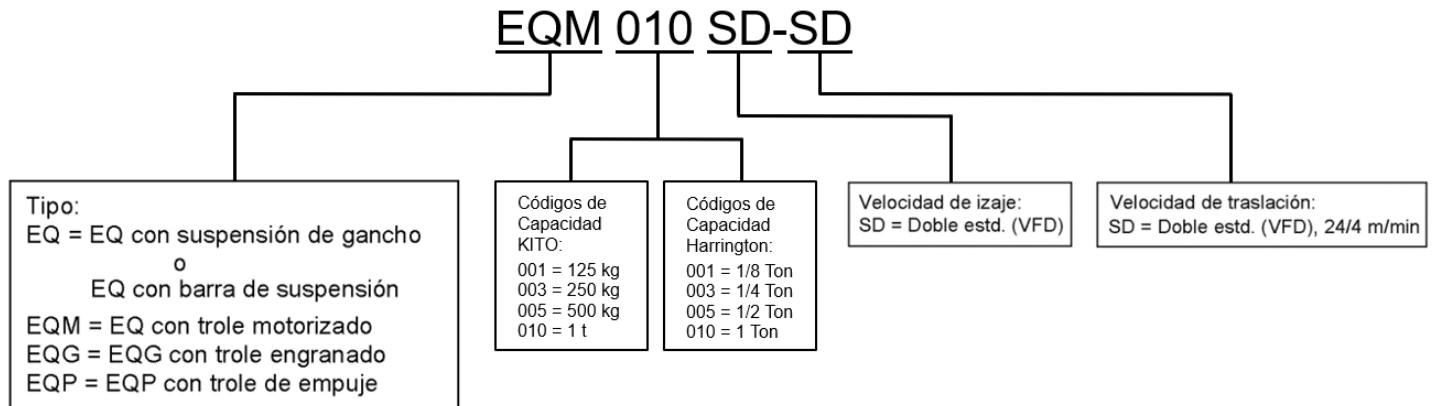 EQM 010 SD-SD
Tipo:
EQ = EQ con suspensión de gancho
o
EQ con barra de suspensión
EQM = EQ con trole motorizado
EQG = EQG con trole engranado
EQP = EQP con trole de empuje
Códigos de
Capacidad
KITO:
001 = 125 kg
003 = 250 kg
005 = 500 kg
010 = 1 t
Códigos de
Capacidad
Harrington:
001 = 1/8 Ton
003 = 1/4 Ton
005 = 1/2 Ton
010 = 1 Ton
Velocidad de izaje:
SD = Doble estd. (VFD)
Velocidad de traslación:
SD = Doble estd. (VFD), 24/4 m/min